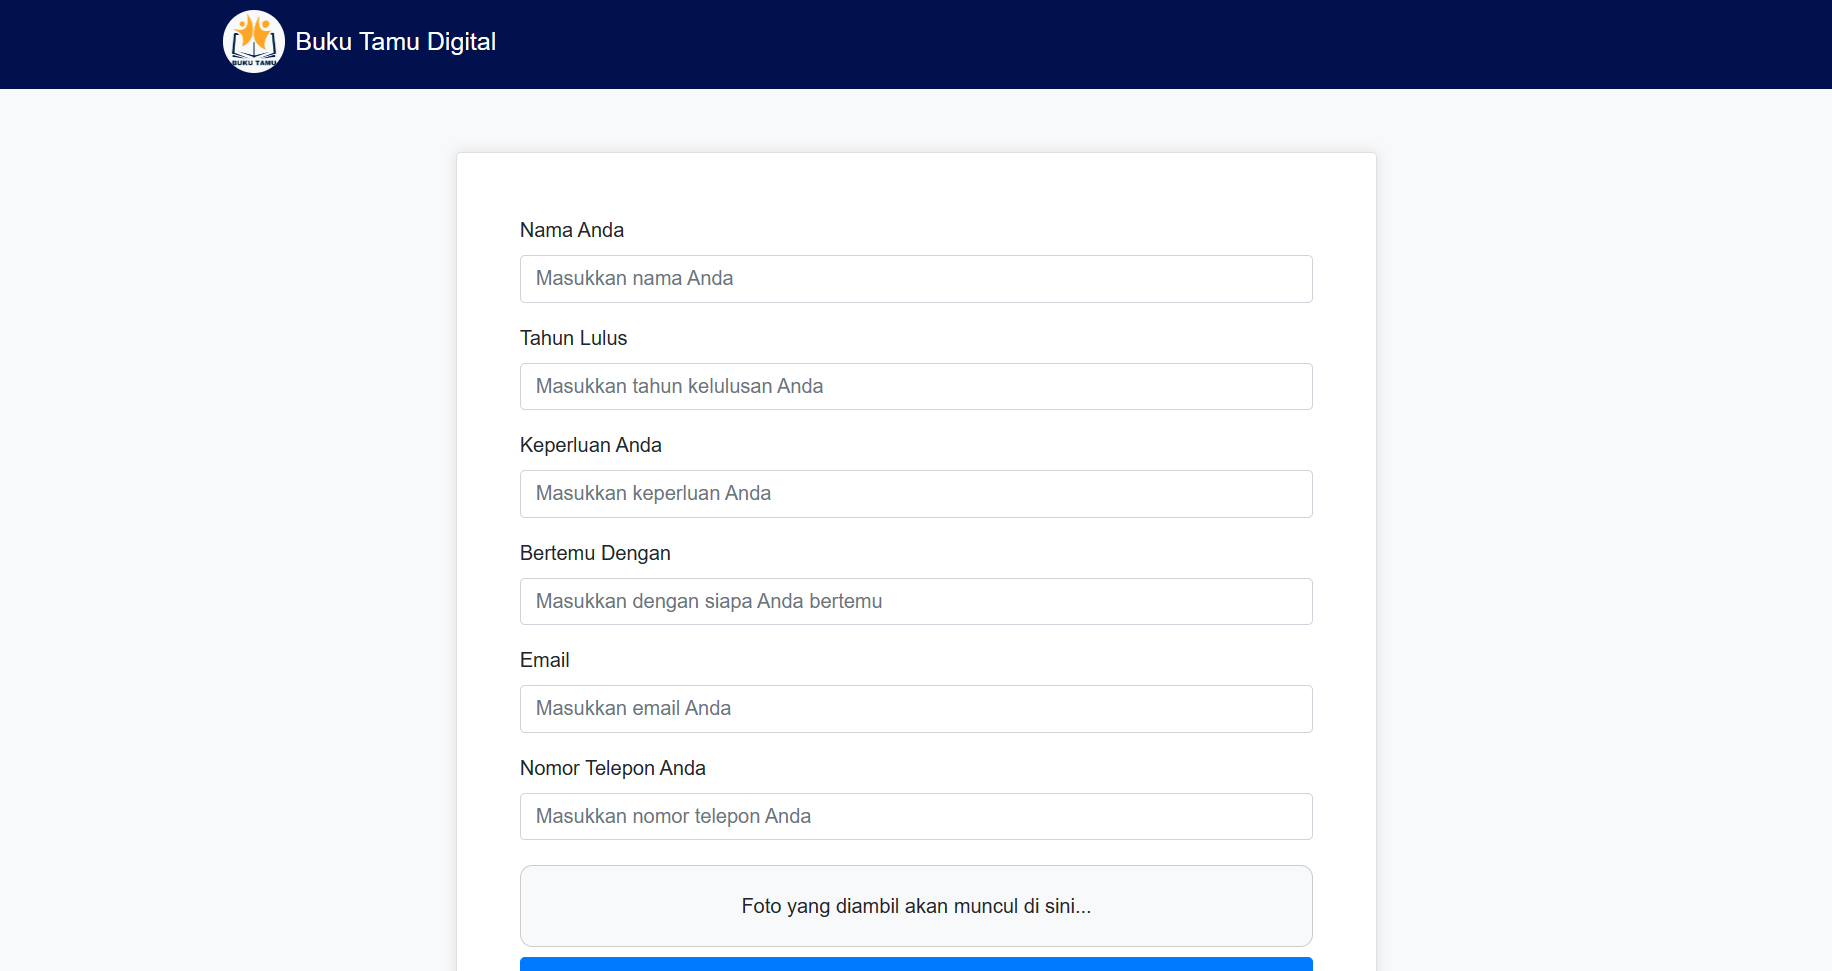 BUKU TAMU
Buku Tamu Digital
Nama Anda
Masukkan nama Anda
Tahun Lulus
Masukkan tahun kelulusan Anda
Keperluan Anda
Masukkan keperluan Anda
Bertemu Dengan
Masukkan dengan siapa Anda bertemu
Email
Masukkan email Anda
Nomor Telepon Anda
Masukkan nomor telepon Anda
Foto yang diambil akan muncul di sini...